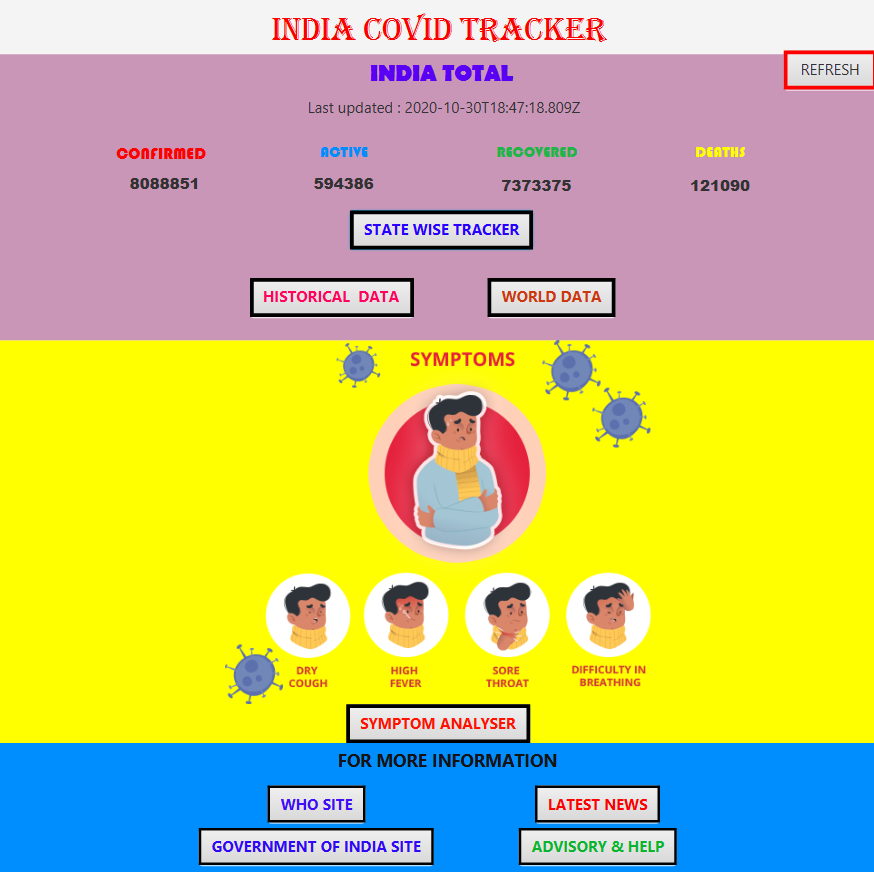 INDIA COVID TRACKER
INDIA TOTAL
REFRESH
Last updated : 2020-10-30T18:47:18.809Z
CONFIRMED ACTIVE RECOVERED DEATHS
8088851 594386 7373375 121090
STATE WISE TRACKER
HISTORICAL DATA WORLD DATA
SYMPTOMS
DRY COUGH
HIGH FEVER
SORE THROAT
DIFFICULTY IN BREATHING
SYMPTOM ANALYSER
FOR MORE INFORMATION
WHO SITE LATEST NEWS
GOVERNMENT OF INDIA SITE ADVISORY & HELP